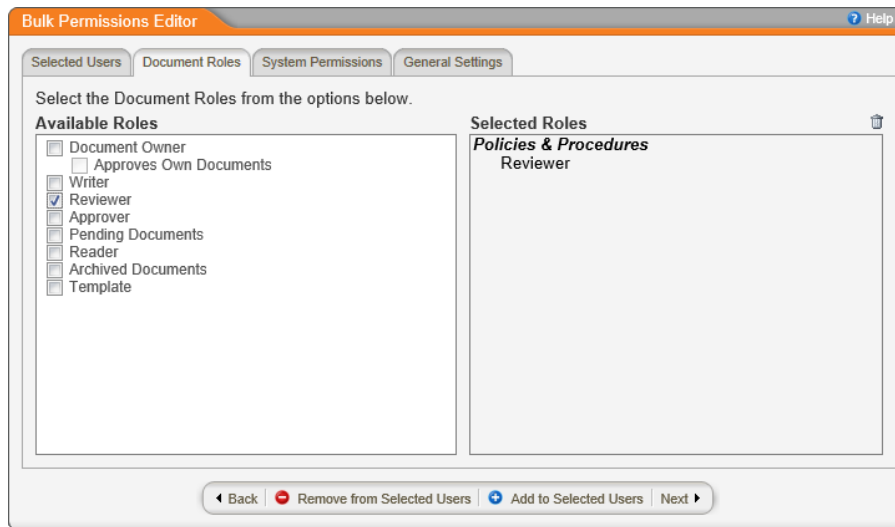 Bulk Permissions Editor
Help
Selected Users
Document Roles
System Permissions
General Settings
Select the Document Roles from the options below.
Available Roles
Document Owner
Approves Own Documents
Writer
Reviewer
Approver
Pending Documents
Reader
Archived Documents
Template
Selected Roles
Policies & Procedures
Reviewer
Back
Remove from Selected Users
Add to Selected Users
Next